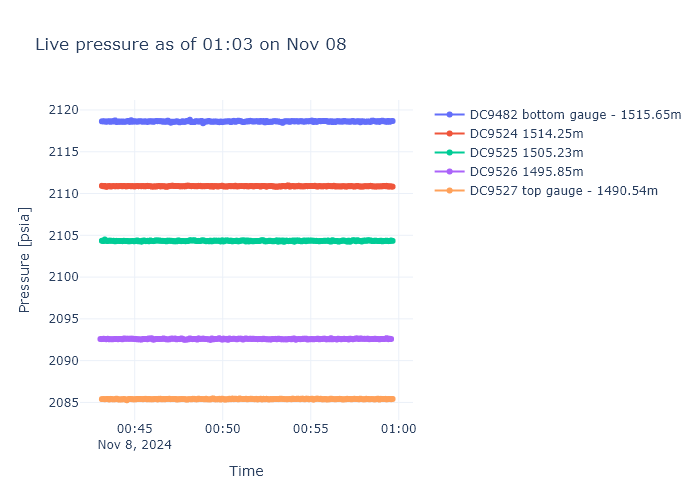 Live pressure as of 01:03 on Nov 08
2120
2115
2110
2105
2100
2095
2090
2085
Pressure [psia]
00:45
00:50
00:55
01:00
Nov 8, 2024
Time
DC9482 bottom gauge - 1515.65m
DC9524 1514.25m
DC9525 1505.23m
DC9526 1495.85m
DC9527 top gauge - 1490.54m